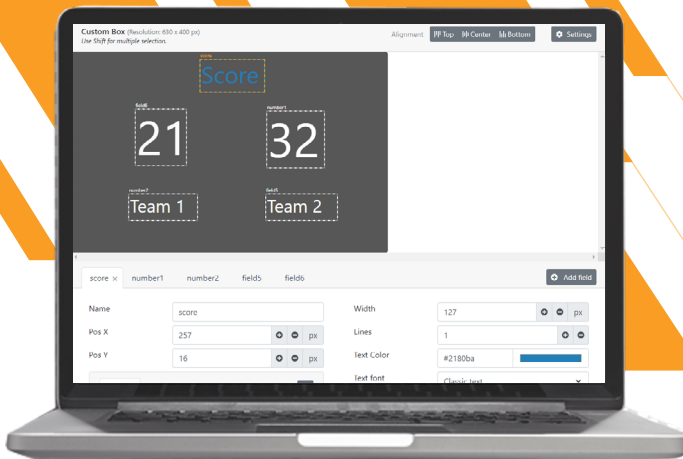 Custom Box (Resolution: 630 x 400 px)
Use Shift for multiple selection.
Alignment Top Center Bottom Settings
score
Score
field6 number1
21 32
number2 field5
Team 1 Team 2
score × number1 number2 field5 field6 Add field
Name score Width 127 px
Pos X 257 px Lines 1
Pos Y 16 px Text Color #2180ba
Text font Classic text